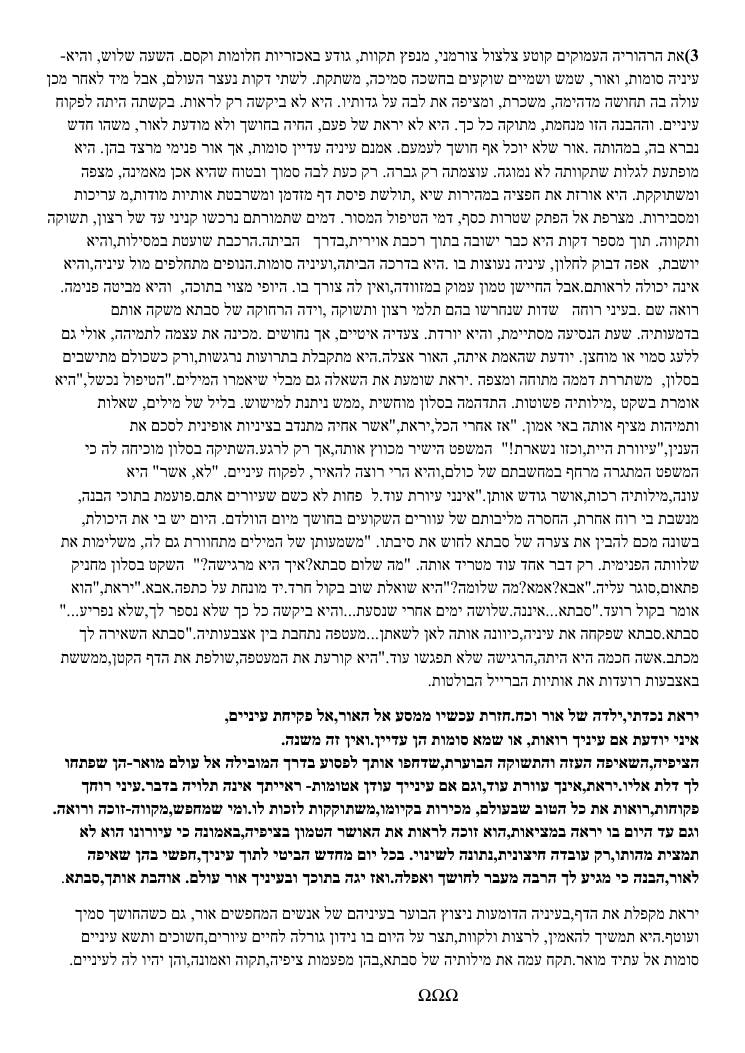 3)את הרהוריה העמוקים קוטע צלצול צורמני, מנפץ תקוות, גודע באכזריות חלומות וקסם. השעה שלוש, והיא-
עיניה סומות, ואור, שמש ושמיים שוקעים בחשכה סמיכה, משתקת. לשתי דקות נעצר העולם, אבל מיד לאחר מכן
עולה בה תחושה מדהימה, משכרת, ומציפה את לבה על גדותיו. היא לא ביקשה רק לראות. בקשתה היתה לפקוח
עיניים. וההבנה הזו מנחמת, מתוקה כל כך. היא לא יראת של פעם, החיה בחושך ולא מודעת לאור, משהו חדש
נברא בה, במהותה .אור שלא יוכל אף חושך לעמעם. אמנם עיניה עדיין סומות, אך אור פנימי מרצד בהן. היא
מופתעת לגלות שתקוותה לא נמוגה. עוצמתה רק גברה. רק כעת לבה סמוך ובטוח שהיא אכן מאמינה, מצפה
ומשתוקקת. היא אורזת את חפציה במהירות שיא ,תולשת פיסת דף מזדמן ומשרבטת אותיות מודות,מ עריכות
ומסבירות. מצרפת אל הפתק שטרות כסף, דמי הטיפול המסור. דמים שתמורתם נרכשו קניני עד של רצון, תשוקה
ותקווה. תוך מספר דקות היא כבר ישובה בתוך רכבת אוירית,בדרך הביתה.הרכבת שועטת במסילות,והיא
יושבת, אפה דבוק לחלון, עיניה נעוצות בו .היא בדרכה הביתה,ועיניה סומות.הנופים מתחלפים מול עיניה,והיא
אינה יכולה לראותם.אבל החיישן טמון עמוק במזוודה,ואין לה צורך בו. היופי מצוי בתוכה, והיא מביטה פנימה.
רואה שם .בעיני רוחה שדות שנחרשו בהם תלמי רצון ותשוקה ,וידה הרחוקה של סבתא משקה אותם
בדמעותיה. שעת הנסיעה מסתיימת, והיא יורדת. צעדיה איטיים, אך נחושים .מכינה את עצמה לתמיהה, אולי גם
ללעג סמוי או מוחצן. יודעת שהאמת איתה, האור אצלה.היא מתקבלת בתרועות נרגשות,ורק כשכולם מתישבים
בסלון, משתררת דממה מתוחה ומצפה .יראת שומעת את השאלה גם מבלי שיאמרו המילים."הטיפול נכשל,"היא
אומרת בשקט ,מילותיה פשוטות. התדהמה בסלון מוחשית ,ממש ניתנת למישוש. בליל של מילים, שאלות
ותמיהות מציף אותה באי אמון. "אז אחרי הכל,יראת,"אשר אחיה מתנדב בציניות אופינית לסכם את
הענין,"עיוורת היית,וכזו נשארת!" המשפט הישיר מכווץ אותה,אך רק לרגע.השתיקה בסלון מוכיחה לה כי
המשפט המתגרה מרחף במחשבתם של כולם,והיא הרי רוצה להאיר, לפקוח עיניים. "לא, אשר" היא
עונה,מילותיה רכות,אושר גודש אותן."אינני עיורת עוד.ל פחות לא כשם שעיורים אתם.פועמת בתוכי הבנה,
מנשבת בי רוח אחרת, החסרה מליבותם של עוורים השקועים בחושך מיום היוולדם. היום יש בי את היכולת,
בשונה מכם להבין את צערה של סבתא לחוש את סיבתו. "משמעותן של המילים מתחוורת גם לה, משלימות את
שלוותה הפנימית. רק דבר אחד עוד מטריד אותה. "מה שלום סבתא?איך היא מרגישה?" השקט בסלון מחניק
פתאום,סוגר עליה."אבא?אמא?מה שלומה?"היא שואלת שוב בקול חרד.יד מונחת על כתפה.אבא."יראת,"הוא
אומר בקול רועד."סבתא...איננה.שלושה ימים אחרי שנסעת...והיא ביקשה כל כך שלא נספר לך,שלא נפריע..."
סבתא.סבתא שפקחה את עיניה,כיוונה אותה לאן לשאתן...מעטפה נתחבת בין אצבעותיה."סבתא השאירה לך
מכתב.אשה חכמה היא היתה,הרגישה שלא תפגשו עוד."היא קורעת את המעטפה,שולפת את הדף הקטן,ממששת
באצבעות רועדות את אותיות הברייל הבולטות.
יראת נכדתי,ילדה של אור וכח.חזרת עכשיו ממסע אל האור,אל פקיחת עיניים,
איני יודעת אם עיניך רואות, או שמא סומות הן עדיין.ואין זה משנה.
הציפיה,השאיפה העזה והתשוקה הבוערת,שדחפו אותך לפסוע בדרך המובילה אל עולם מואר-הן שפתחו
לך דלת אליו.יראת,אינך עוורת עוד,וגם אם עינייך עודן אטומות- ראייתך אינה תלויה בדבר.עיני רוחך
פקוחות,רואות את כל הטוב שבעולם, מכירות בקיומו,משתוקקות לזכות לו.ומי שמחפש,מקווה-זוכה ורואה.
וגם עד היום בו יראה במציאות,הוא זוכה לראות את האושר הטמון בציפיה,באמונה כי עיורונו הוא לא
תמצית מהותו,רק עובדה חיצונית,נתונה לשינוי. בכל יום מחדש הביטי לתוך עיניך,חפשי בהן שאיפה
לאור,הבנה כי מגיע לך הרבה מעבר לחושך ואפלה.ואז יגה בתוכך ובעיניך אור עולם. אוהבת אותך,סבתא.
יראת מקפלת את הדף,בעיניה הדומעות ניצוץ הבוער בעיניהם של אנשים המחפשים אור, גם כשהחושך סמיך
ועוטף.היא תמשיך להאמין, לרצות ולקוות,תצר על היום בו נידון גורלה לחיים עיורים,חשוכים ותשא עיניים
סומות אל עתיד מואר.תקח עמה את מילותיה של סבתא,בהן מפעמות ציפיה,תקוה ואמונה,והן יהיו לה לעיניים.
ΩΩΩ